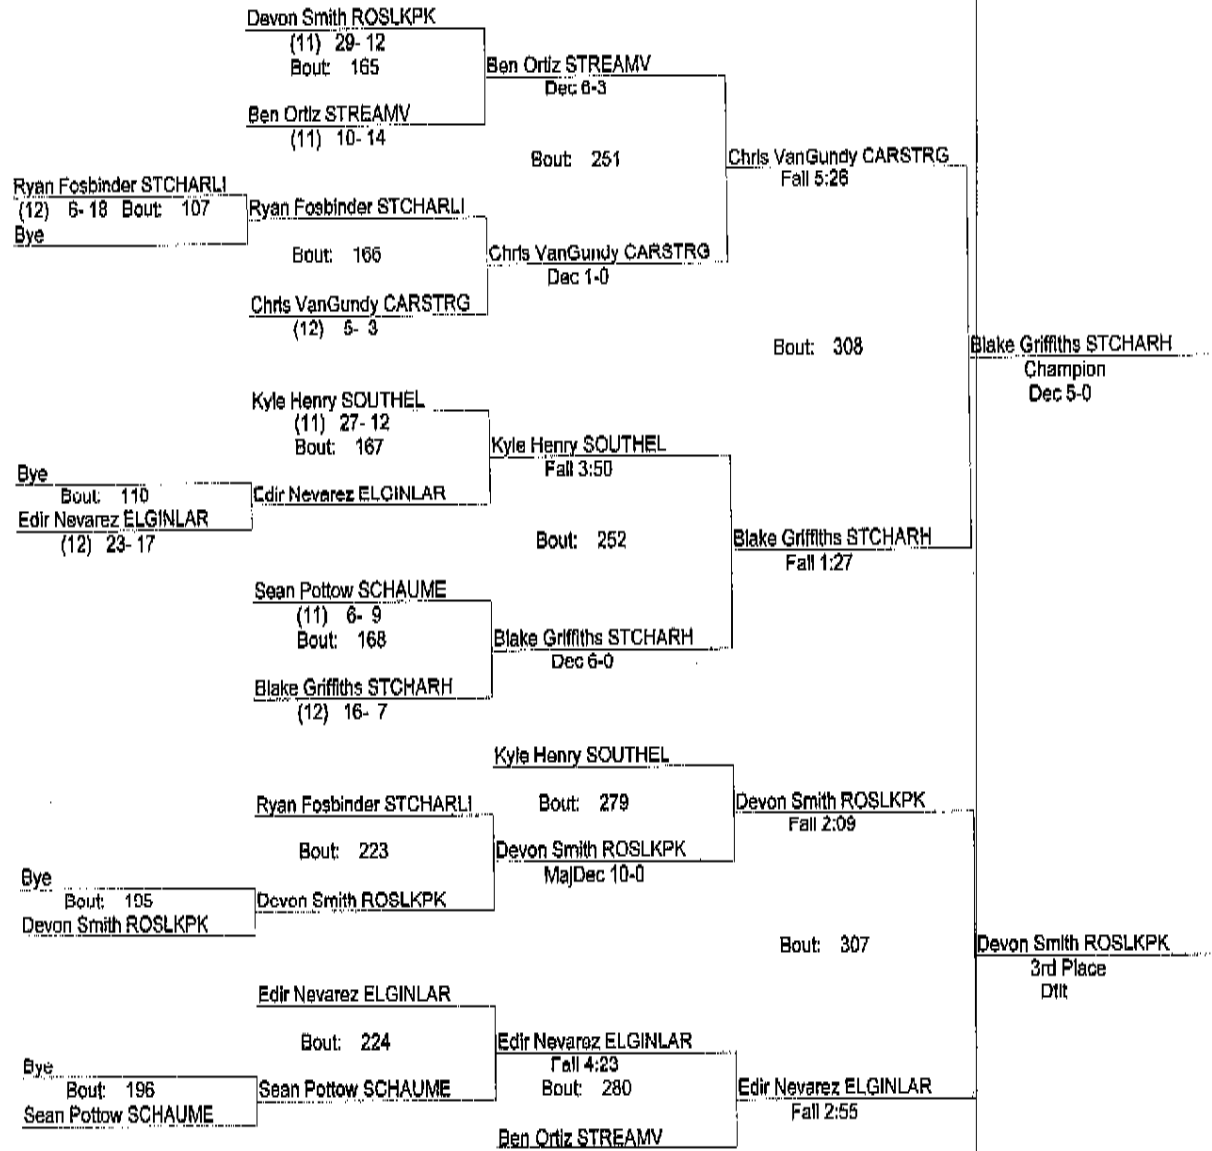 Devon Smith ROSLKPK
(11) 29- 12
Bout: 165
Ben Ortiz STREAMV
Dec 6-3
Ben Ortiz STREAMV
(11) 10- 14
Bout: 251
Chris VanGundy CARSTRG
Fall 5:26
Ryan Fosbinder STCHARLI
(12) 6- 18 Bout: 107
Bye
Ryan Fosbinder STCHARLI
Bout: 166
Chris VanGundy CARSTRG
Dec 1-0
Chris VanGundy CARSTRG
(12) 5- 3
Bout: 308
Blake Griffiths STCHARH
Champion
Dec 5-0
Kyle Henry SOUTHEL
(11) 27- 12
Bout: 167
Kyle Henry SOUTHEL
Fall 3:50
Bye
Bout: 110
Edir Nevarez ELGINLAR
(12) 23- 17
Edir Nevarez ELGINLAR
Bout: 252
Blake Griffiths STCHARH
Fall 1:27
Sean Pottow SCHAUME
(11) 6- 9
Bout: 168
Blake Griffiths STCHARH
Dec 6-0
Blake Griffiths STCHARH
(12) 16- 7
Kyle Henry SOUTHEL
Bout: 279
Devon Smith ROSLKPK
Fall 2:09
Ryan Fosbinder STCHARLI
Bout: 223
Devon Smith ROSLKPK
MajDec 10-0
Bye
Bout: 195
Devon Smith ROSLKPK
Devon Smith ROSLKPK
Bout: 307
Devon Smith ROSLKPK
3rd Place
Dflt
Edir Nevarez ELGINLAR
Bout: 224
Edir Nevarez ELGINLAR
Fall 4:23
Bout: 280
Bye
Bout: 196
Sean Pottow SCHAUME
Sean Pottow SCHAUME
Edir Nevarez ELGINLAR
Fall 2:55
Ben Ortiz STREAMV